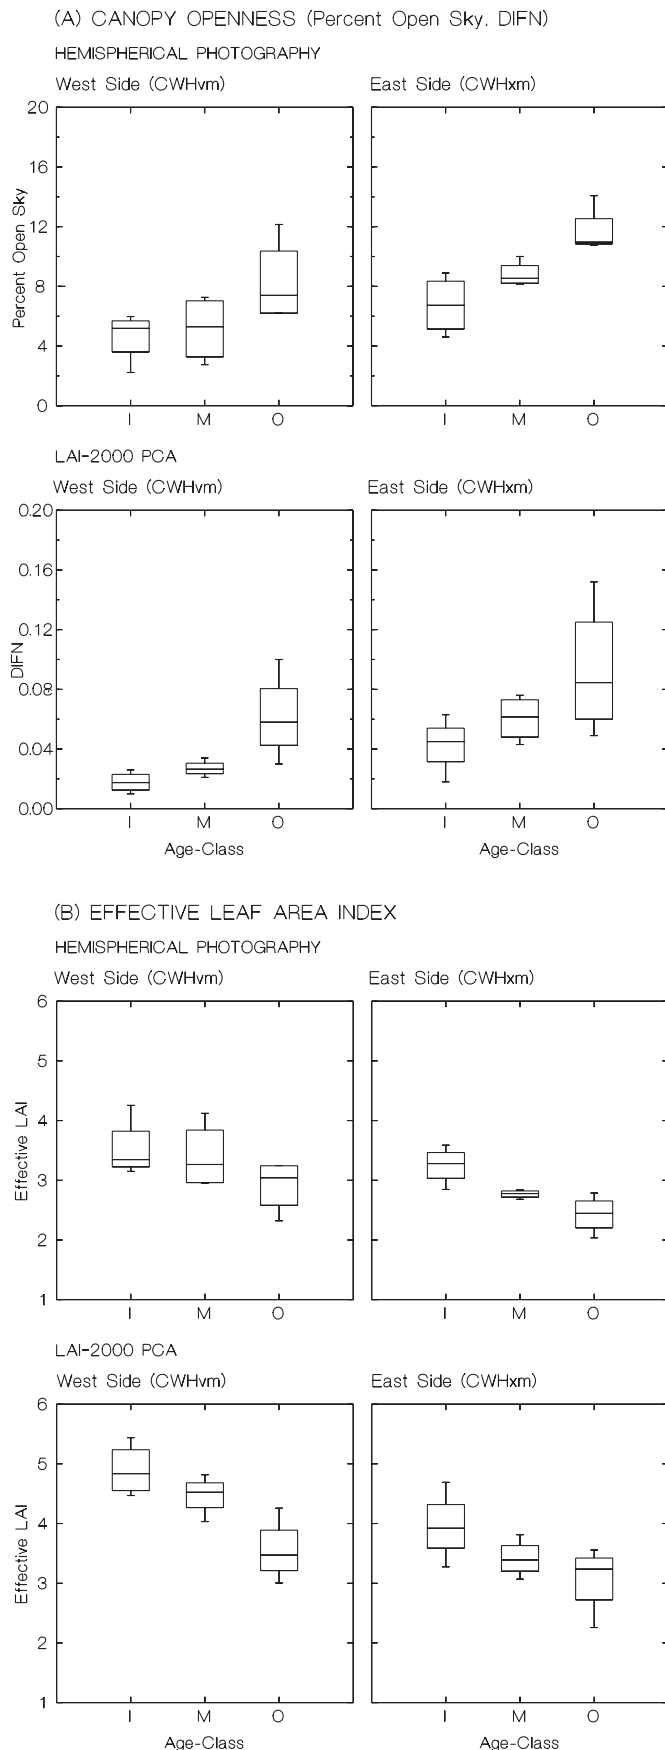 (A) CANOPY OPENNESS (Percent Open Sky, DIFN)
HEMISPHERICAL PHOTOGRAPHY
West Side (CWHvm) East Side (CWHxm)
20
16
12
8
4
0
Percent Open Sky
I M O I M O
LAI-2000 PCA
West Side (CWHvm) East Side (CWHxm)
0.20
0.16
0.12
0.08
0.04
0.00
DIFN
I M O I M O
Age-Class Age-Class
(B) EFFECTIVE LEAF AREA INDEX
HEMISPHERICAL PHOTOGRAPHY
West Side (CWHvm) East Side (CWHxm)
6
5
4
3
2
1
Effective LAI
I M O I M O
LAI-2000 PCA
West Side (CWHvm) East Side (CWHxm)
6
5
4
3
2
1
Effective LAI
I M O I M O
Age-Class Age-Class